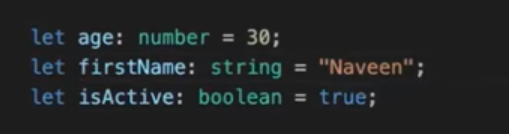 let age: number = 30;
let firstName: string = "Naveen";
let isActive: boolean = true;